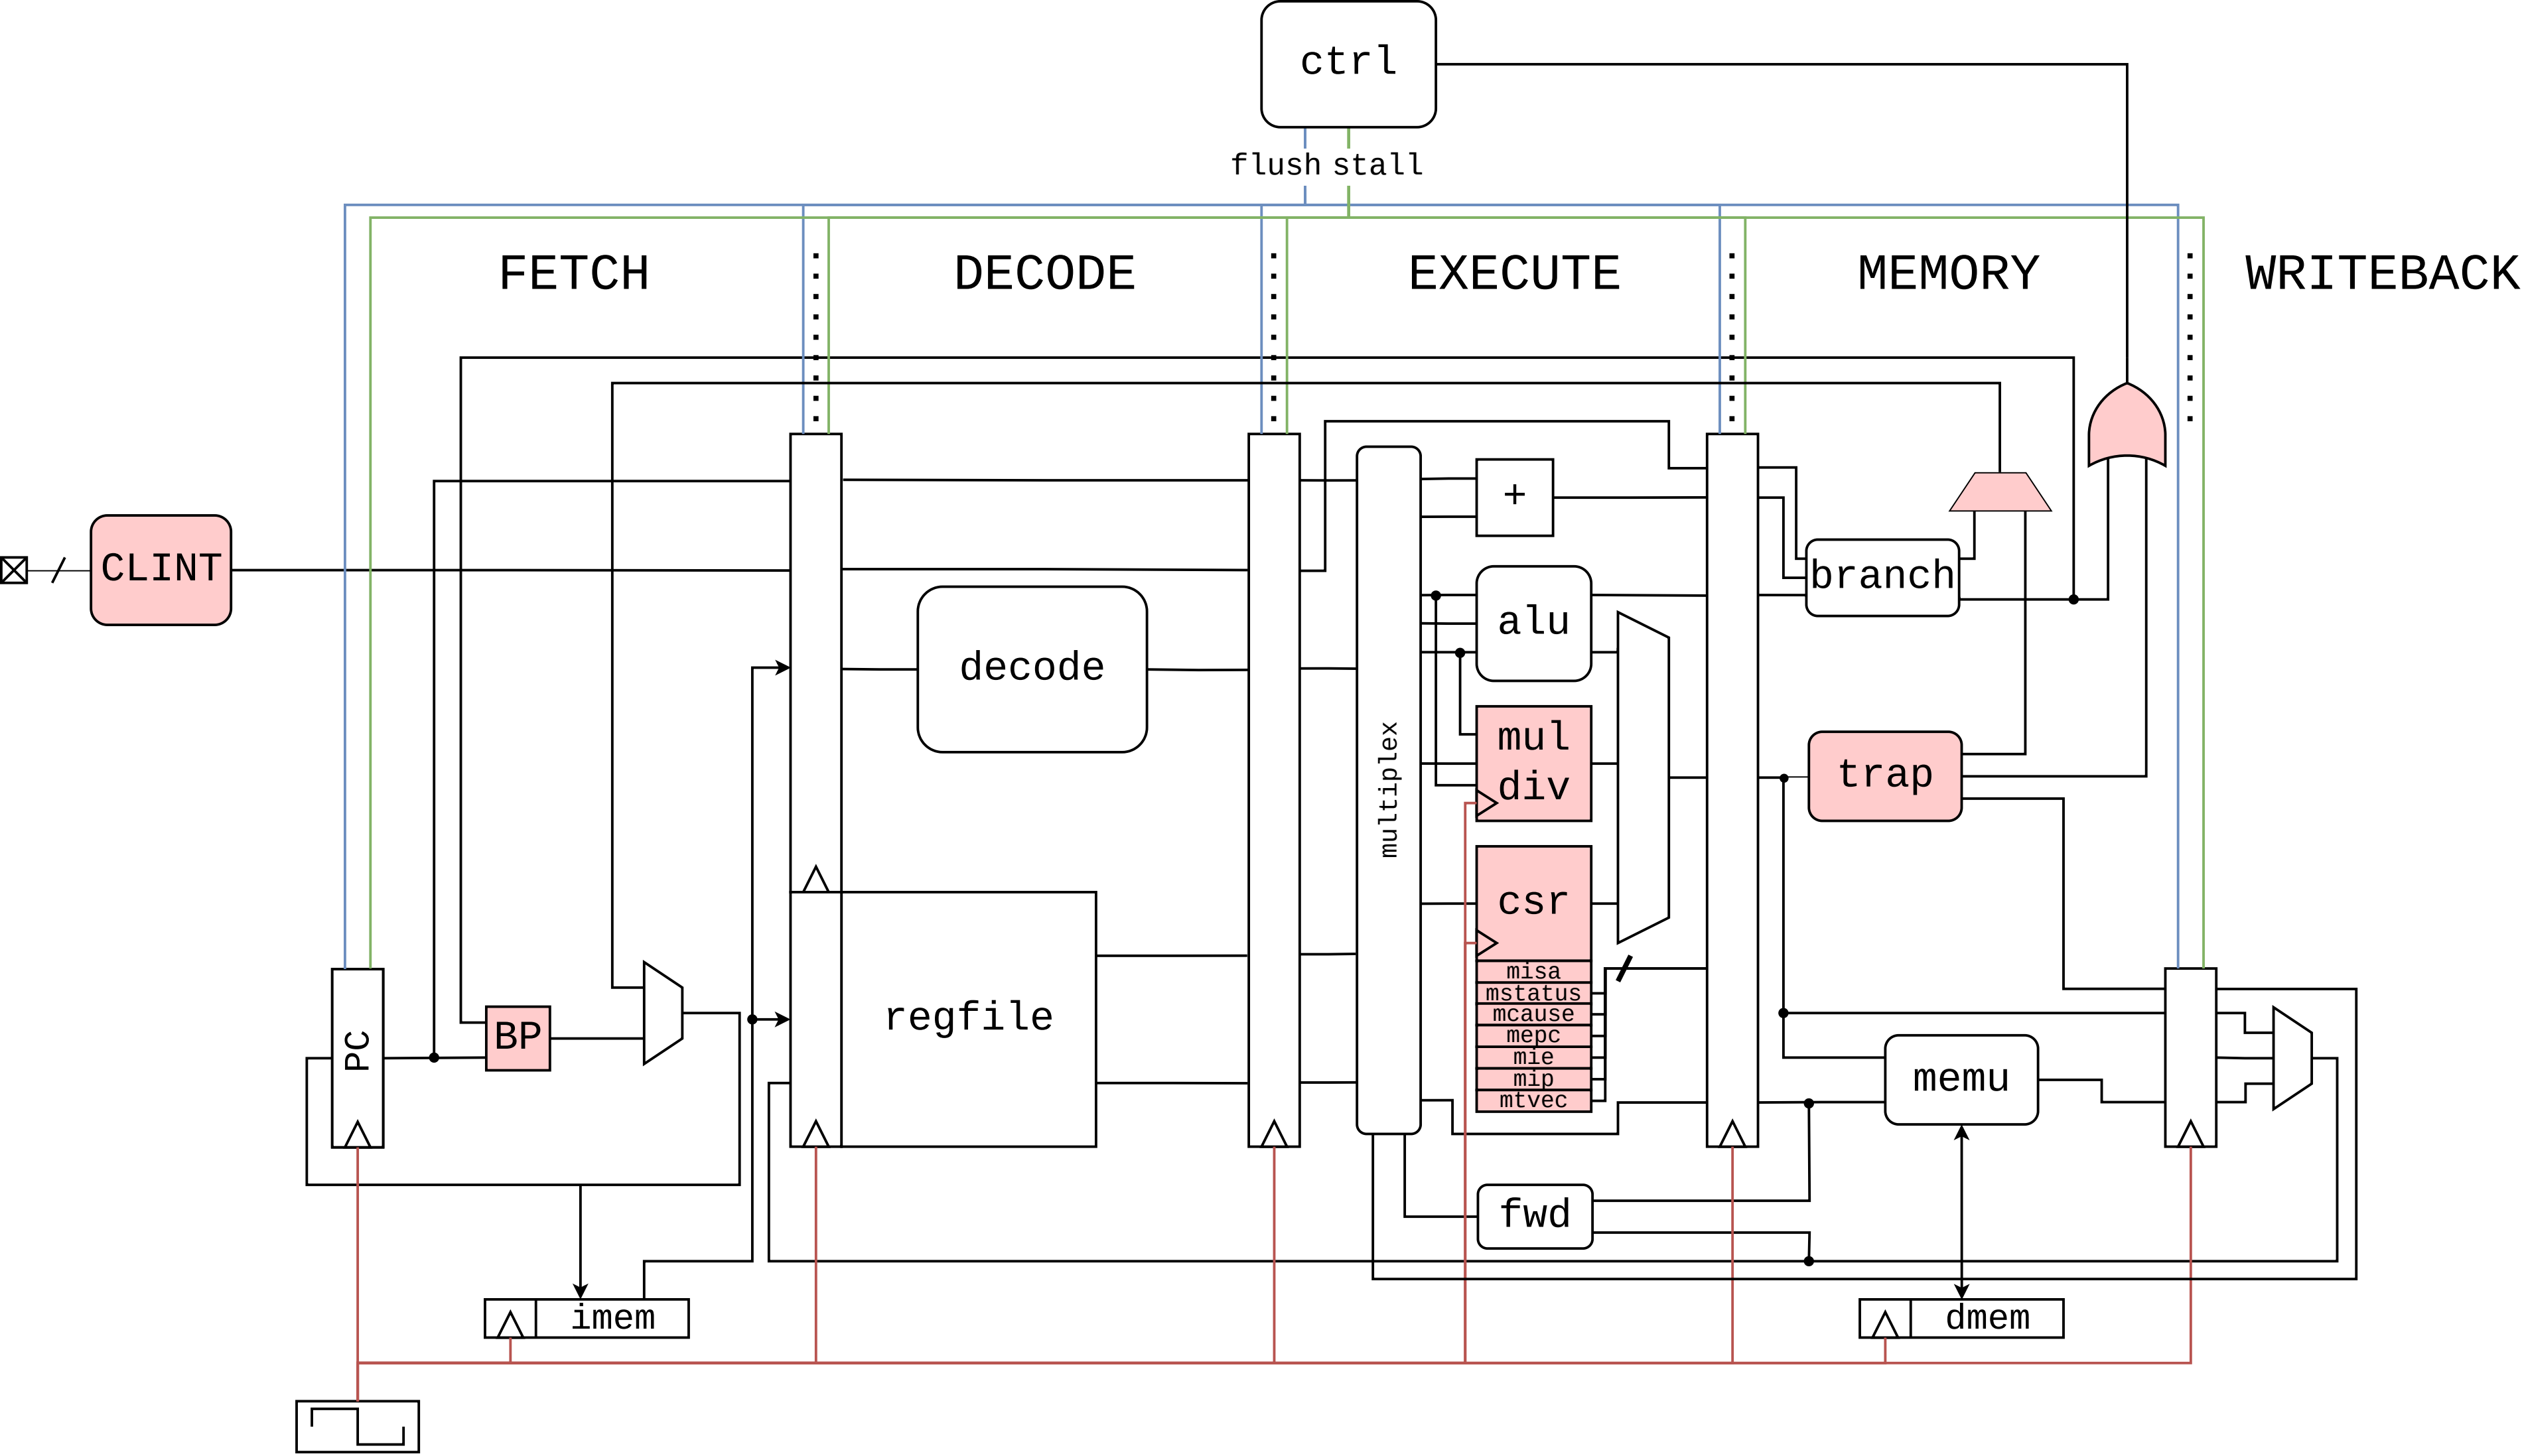 ctrl
flush stall
FETCH
DECODE
EXECUTE
MEMORY
WRITEBACK
CLINT
PC
BP
imem
decode
regfile
multiplex
+
alu
mul
div
csr
misa
mstatus
mcause
mepc
mie
mip
mtvec
fwd
branch
trap
memu
dmem